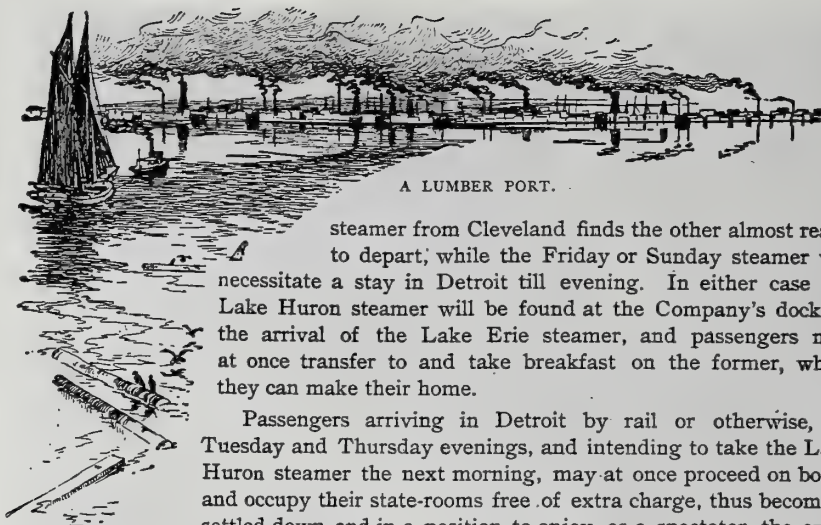 A LUMBER PORT.
steamer from Cleveland finds the other almost
to depart, while the Friday or Sunday steamer
necessitate a stay in Detroit till evening. In either case
Lake Huron steamer will be found at the Company's dock
the arrival of the Lake Erie steamer, and passengers
at once transfer to and take breakfast on the former,
they can make their home.
Passengers arriving in Detroit by rail or otherwise,
Tuesday and Thursday evenings, and intending to take the
Huron steamer the next morning, may at once proceed on
and occupy their state-rooms free of extra charge, thus